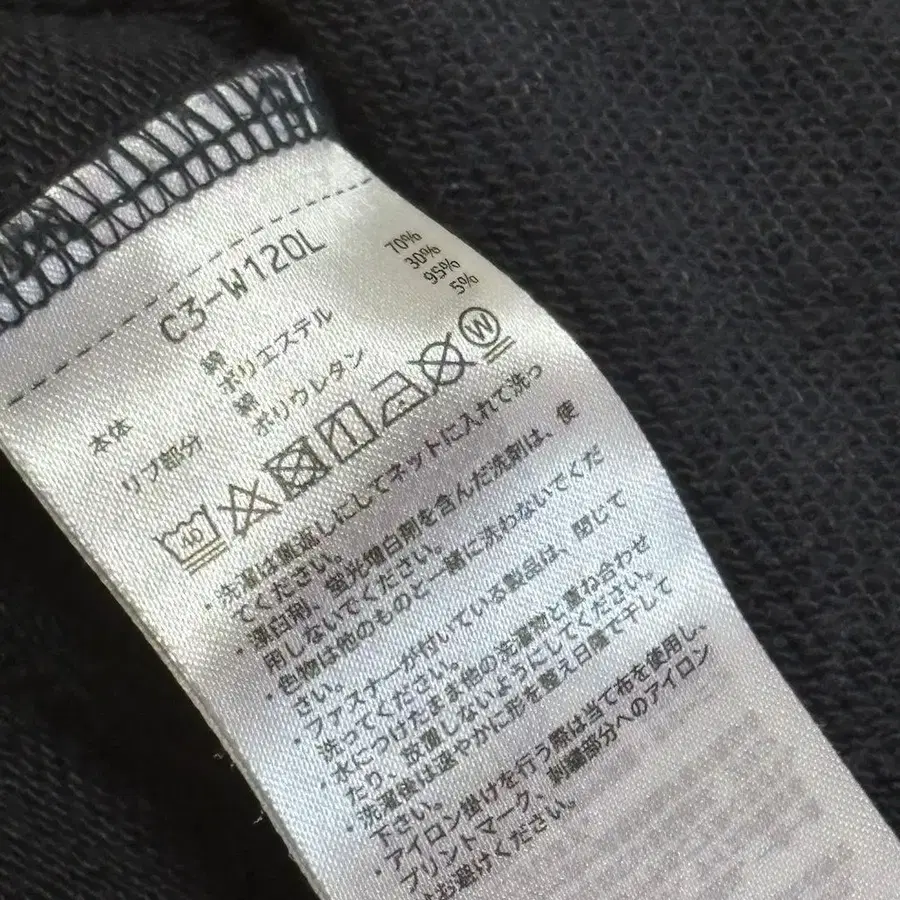 C3-W120L
本体 綿 70%
ポリエステル 30%
リブ部分 綿 95%
ポリウレタン 5%
40 W
・洗濯は裏返しにしてネットに入れて洗っ
てください。
・漂白剤、蛍光増白剤を含んだ洗剤は、使
用しないでください。
・色物は他のものと一緒に洗わないでくだ
さい。
・ファスナーが付いている製品は、閉じて
洗ってください。
・水につけたまま他の洗濯物と重ね合わせ
たり、放置しないようにしてください。
・洗濯後は速やかに形を整え日陰で干して
下さい。
・アイロン掛けを行う際は当て布を使用し、
プリントマーク、刺繍部分へのアイロン
はお避けください。